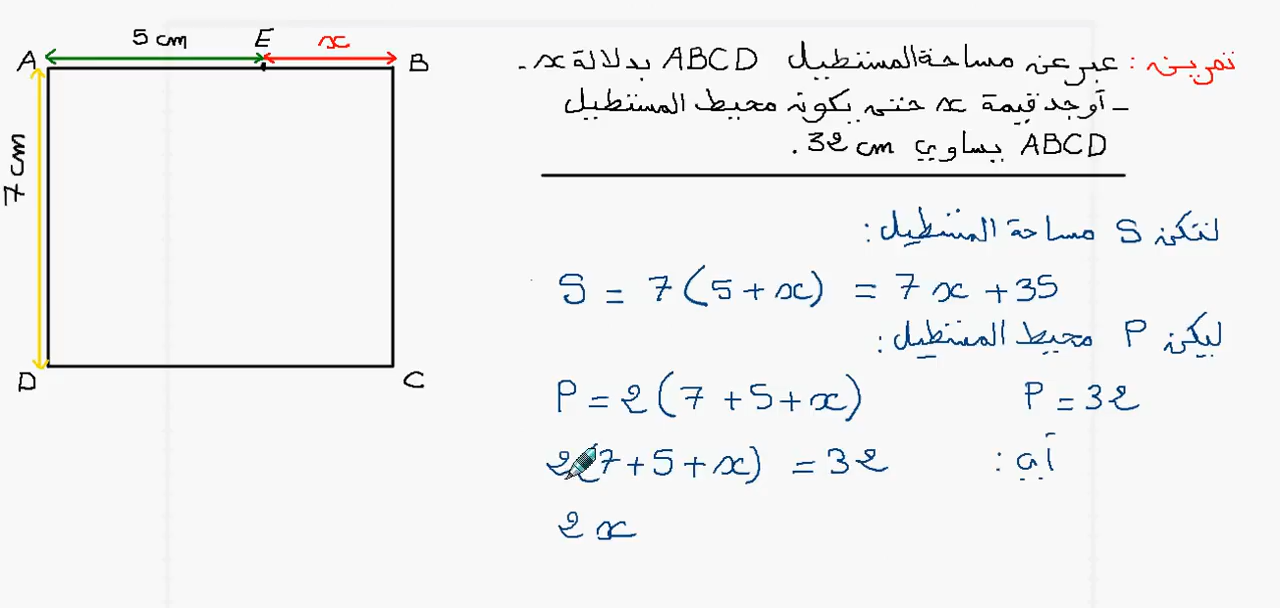 5 cm
A E x B
7 cm
D C
تمرين : عبر عن مساحة المستطيل ABCD بدلالة x .
- أوجد قيمة x حتى يكون محيط المستطيل
ABCD يساوي 32 cm .
لتكن S مساحة المستطيل :
S = 7 (5 + x) = 7x + 35
ليكن P محيط المستطيل :
P = 2 (7 + 5 + x) P = 32
2(7 + 5 + x) = 32 أي :
2x